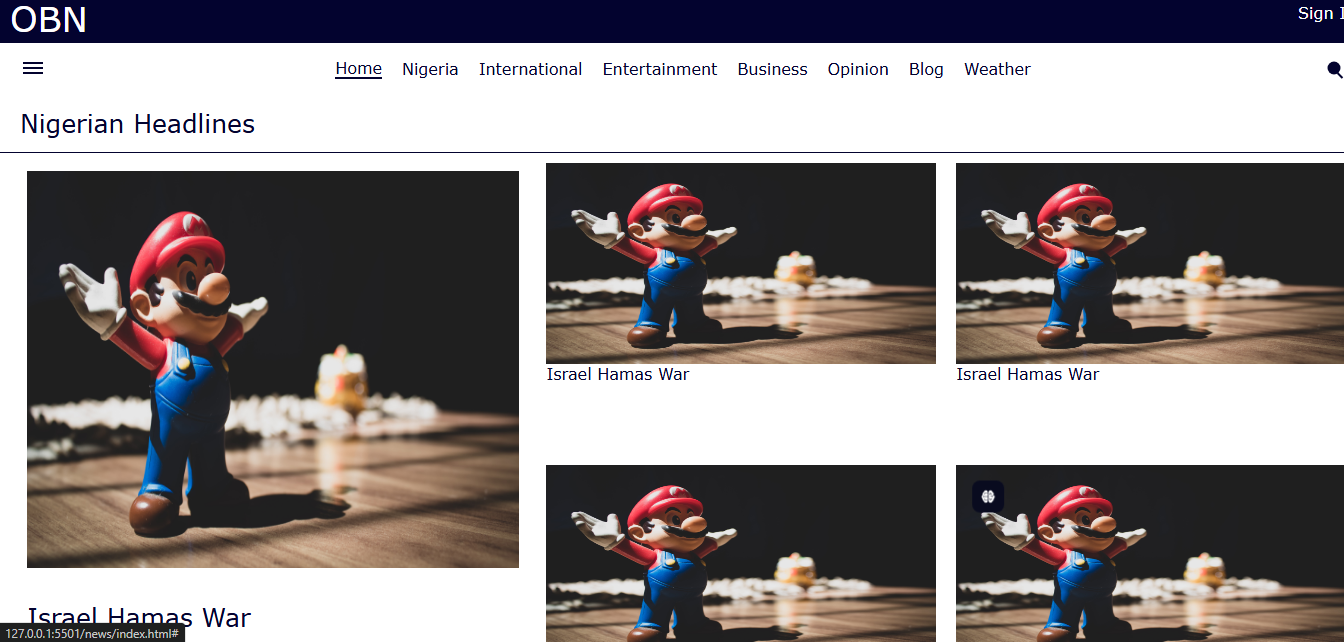 OBN
Sign I
Home Nigeria International Entertainment Business Opinion Blog Weather
Nigerian Headlines
Israel Hamas War
Israel Hamas War
Israel Hamas War
127.0.0.1:5501/news/index.html#